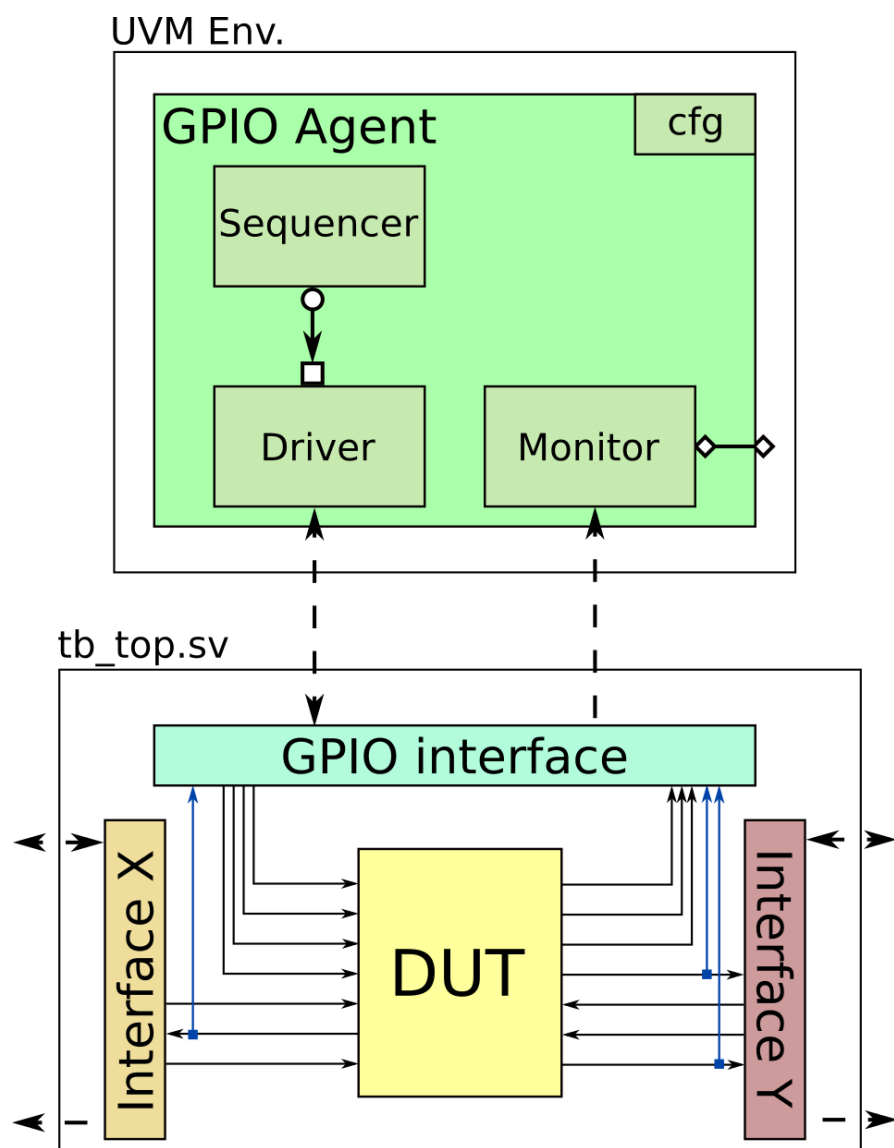 UVM Env.
GPIO Agent
cfg
Sequencer
Driver
Monitor
tb_top.sv
GPIO interface
Interface X
DUT
Interface Y